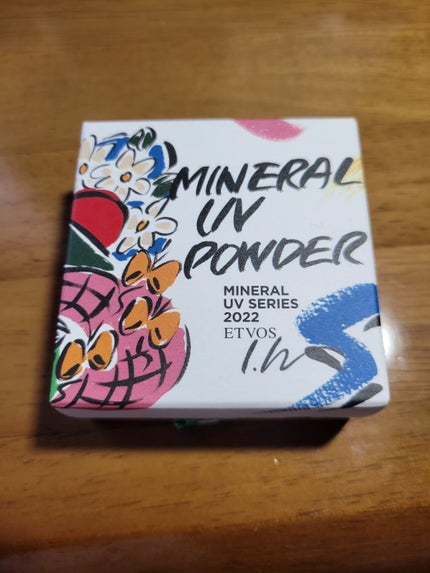 MINERAL
UV
POWDER
MINERAL
UV SERIES
2022
ETVOS